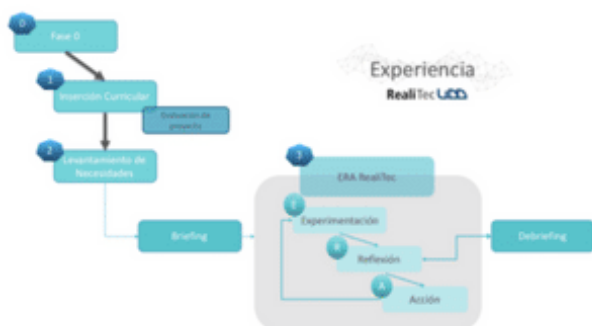 0
Fase 0
1
Inserción Curricular
Evaluación de
proyecto
2
Levantamiento de
Necesidades
Experiencia
RealiTec UDD
3
ERA RealiTec
E
Experimentación
R
Reflexión
A
Acción
Briefing
Debriefing